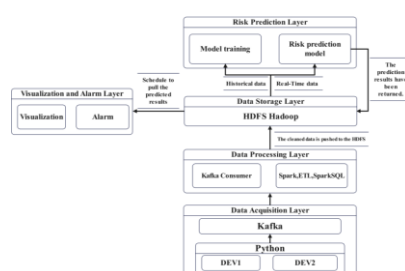 Risk Prediction Layer
Model training
Risk prediction
model
The
prediction
results have
been
returned.
Historical data
Real-Time data
Schedule to
pull the
predicted
results
Visualization and Alarm Layer
Visualization
Alarm
Data Storage Layer
HDFS Hadoop
The cleaned data is pushed to the HDFS
Data Processing Layer
Kafka Consumer
Spark,ETL,SparkSQL
Data Acquisition Layer
Kafka
Python
DEV1
DEV2